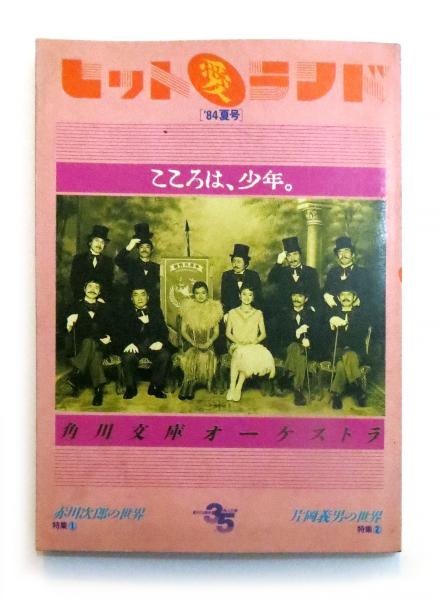 ヒットランド
['84夏号]
こころは、少年。
角川文庫オーケストラ
35
赤川次郎の世界
特集①
片岡義男の世界
特集②